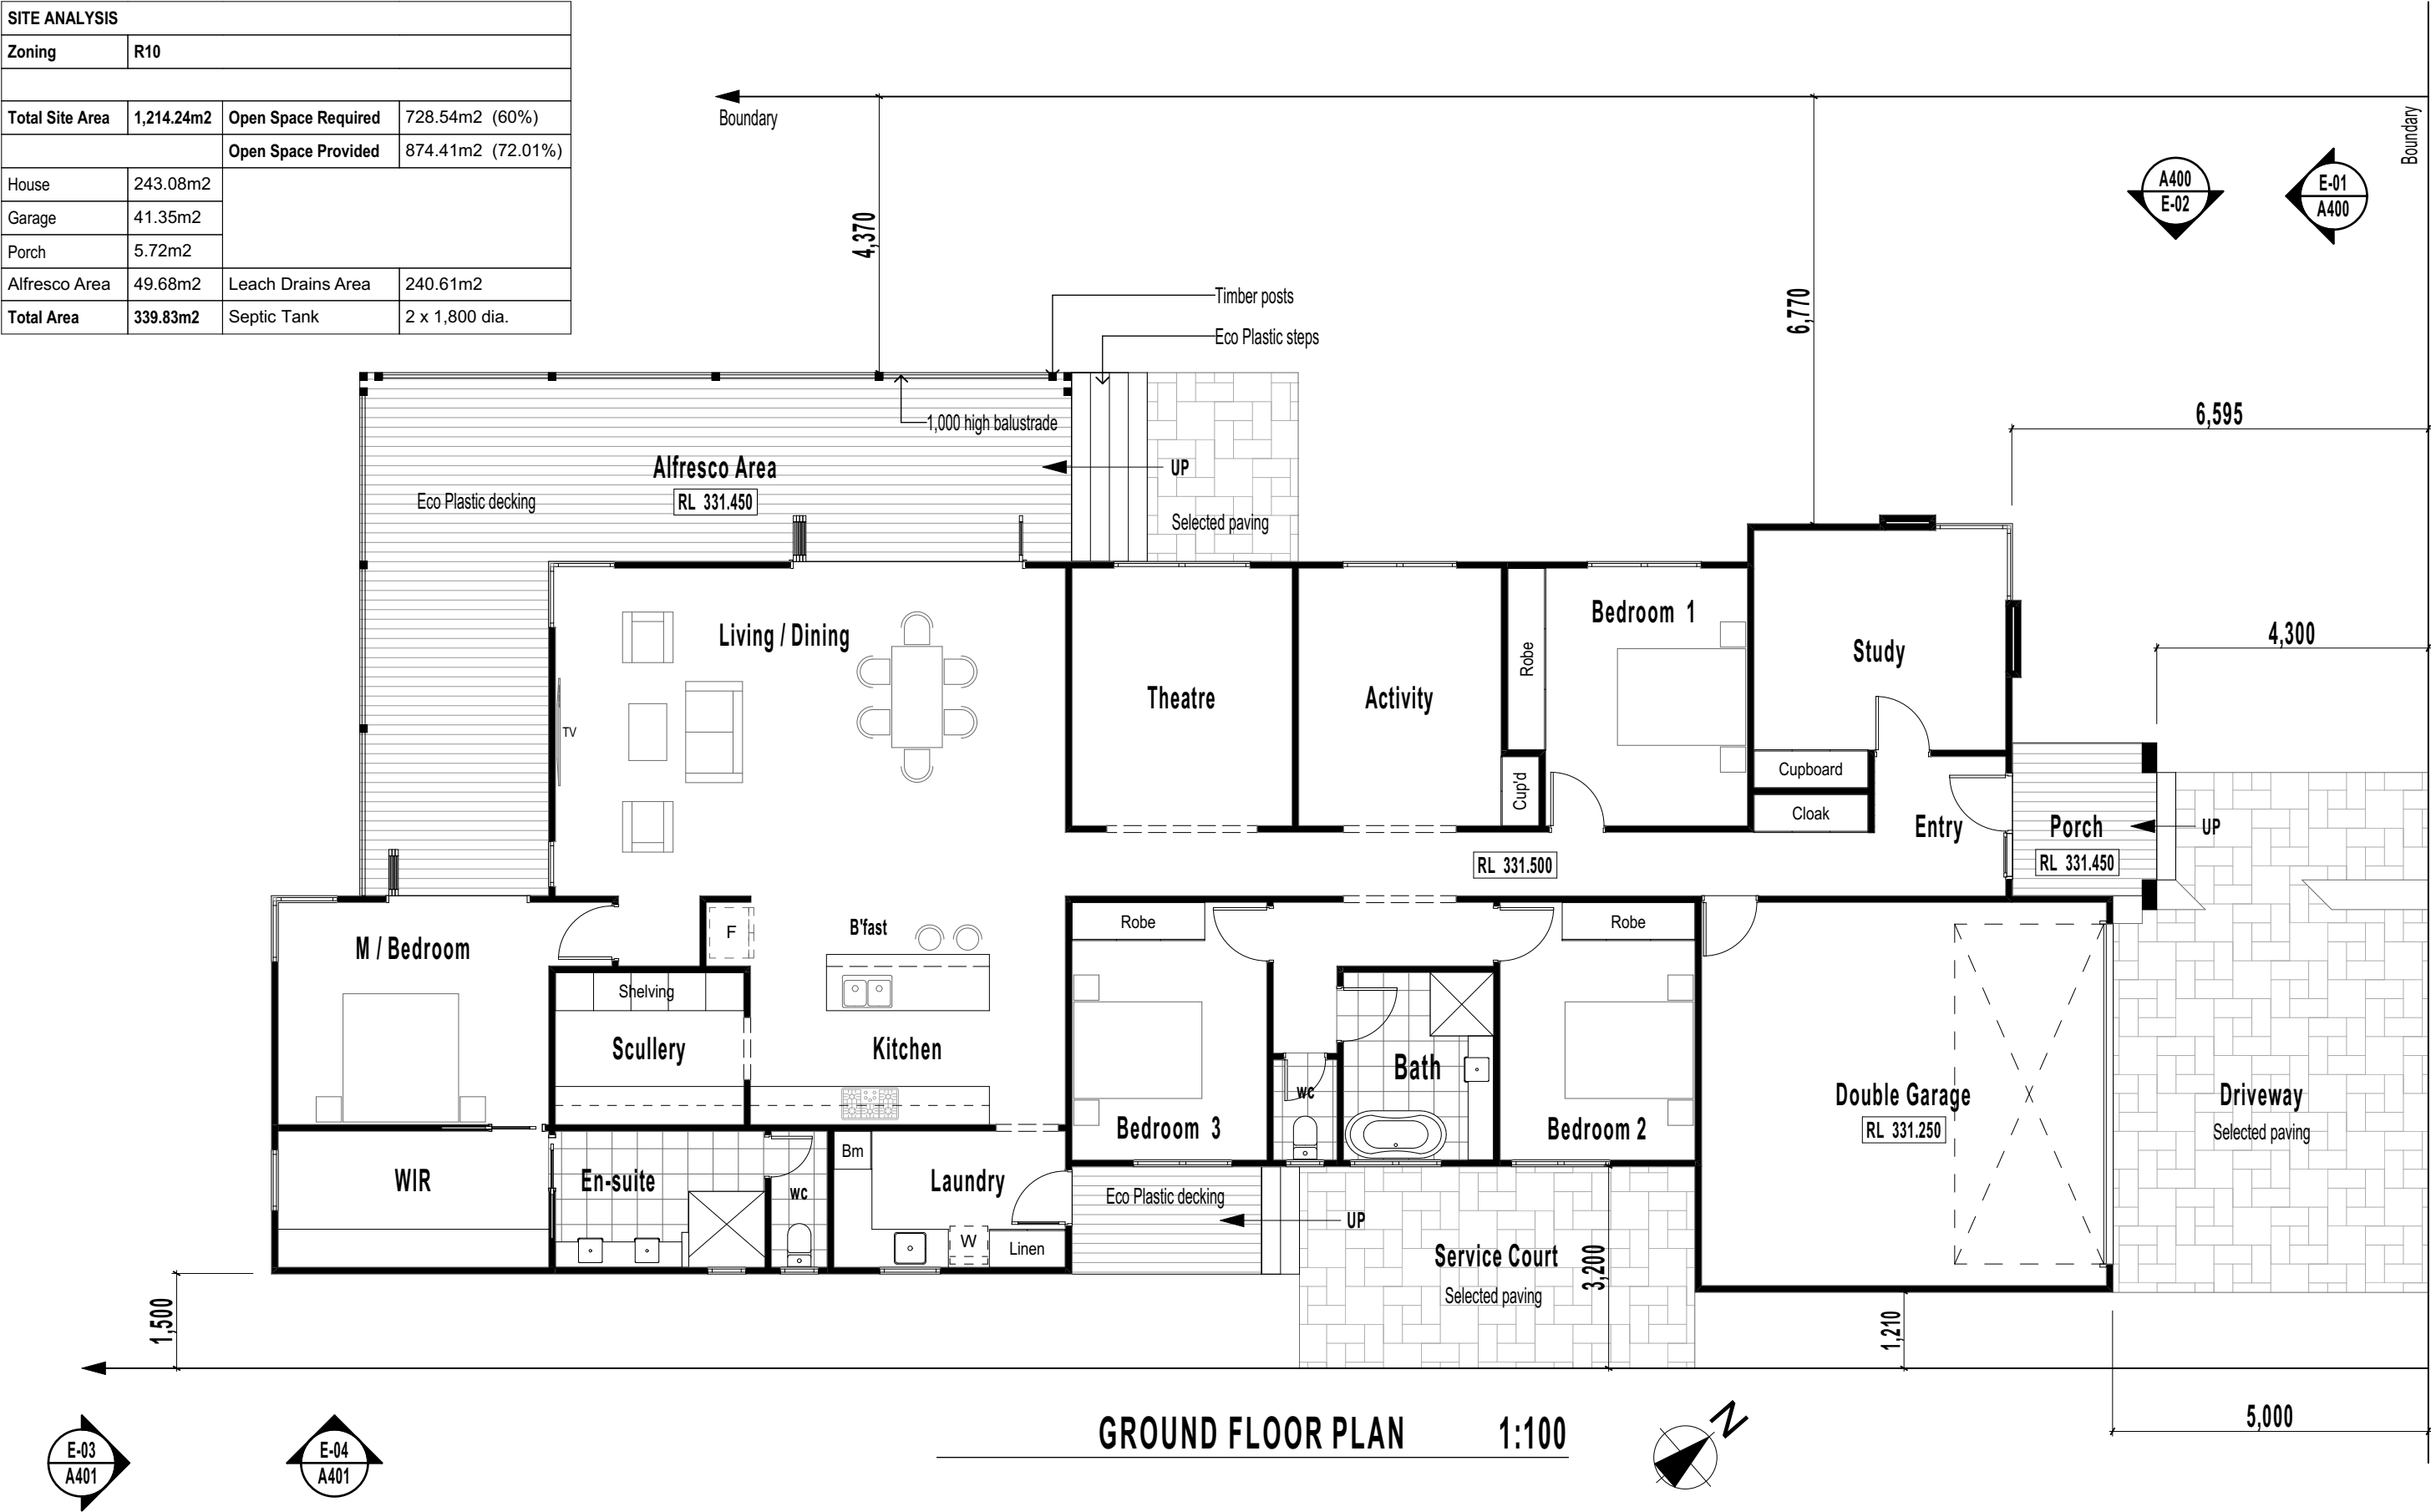 SITE ANALYSIS
Zoning R10
Total Site Area 1,214.24m2 Open Space Required 728.54m2 (60%)
Open Space Provided 874.41m2 (72.01%)
House 243.08m2
Garage 41.35m2
Porch 5.72m2
Alfresco Area 49.68m2 Leach Drains Area 240.61m2
Total Area 339.83m2 Septic Tank 2 x 1,800 dia.
Boundary
Boundary
A400
E-02
E-01
A400
4,370
6,770
Timber posts
Eco Plastic steps
1,000 high balustrade
6,595
Alfresco Area
RL 331.450
Eco Plastic decking
UP
Selected paving
4,300
Living / Dining
TV
Theatre
Activity
Robe
Cup'd
Bedroom 1
Study
Cupboard
Cloak
Entry
Porch
RL 331.450
UP
RL 331.500
M / Bedroom
F
B'fast
Shelving
Scullery
Kitchen
Robe
Bedroom 3
wc
Bath
Robe
Bedroom 2
Double Garage
RL 331.250
Driveway
Selected paving
WIR
En-suite
wc
Bm
Laundry
W
Linen
Eco Plastic decking
UP
Service Court
Selected paving
3,200
1,500
1,210
5,000
E-03
A401
E-04
A401
GROUND FLOOR PLAN 1:100
N